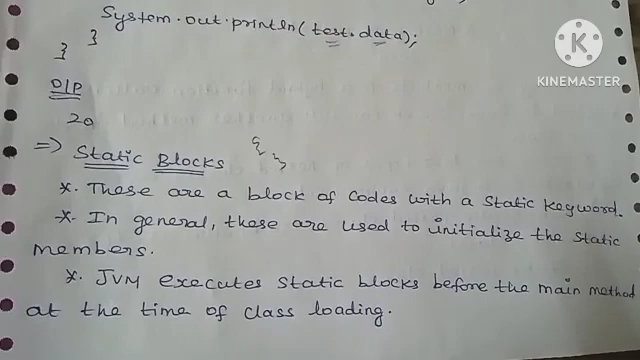 System.out.println(test.data);
}
}
O/P
20
{ }
=> Static Blocks
*. These are a block of codes with a static keyword.
*. In general, these are used to initialize the static
members.
*. JVM executes static blocks before the main method
at the time of class loading.
K
KINEMASTER